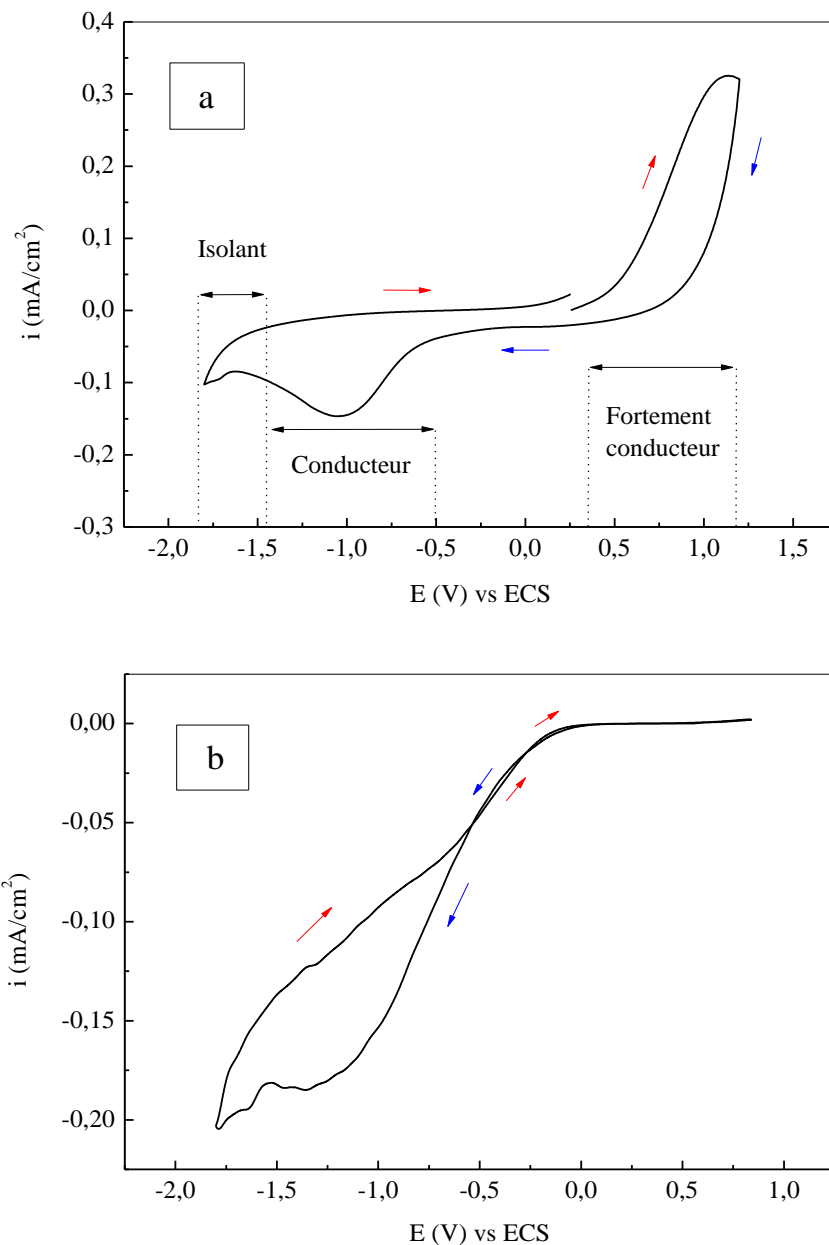 0,4
a
0,3
0,2
Isolant
0,1
i (mA/cm²)
0,0
-0,1
Fortement
conducteur
Conducteur
-0,2
-0,3
-2,0 -1,5 -1,0 -0,5 0,0 0,5 1,0 1,5
E (V) vs ECS
0,00
b
-0,05
i (mA/cm²)
-0,10
-0,15
-0,20
-2,0 -1,5 -1,0 -0,5 0,0 0,5 1,0
E (V) vs ECS